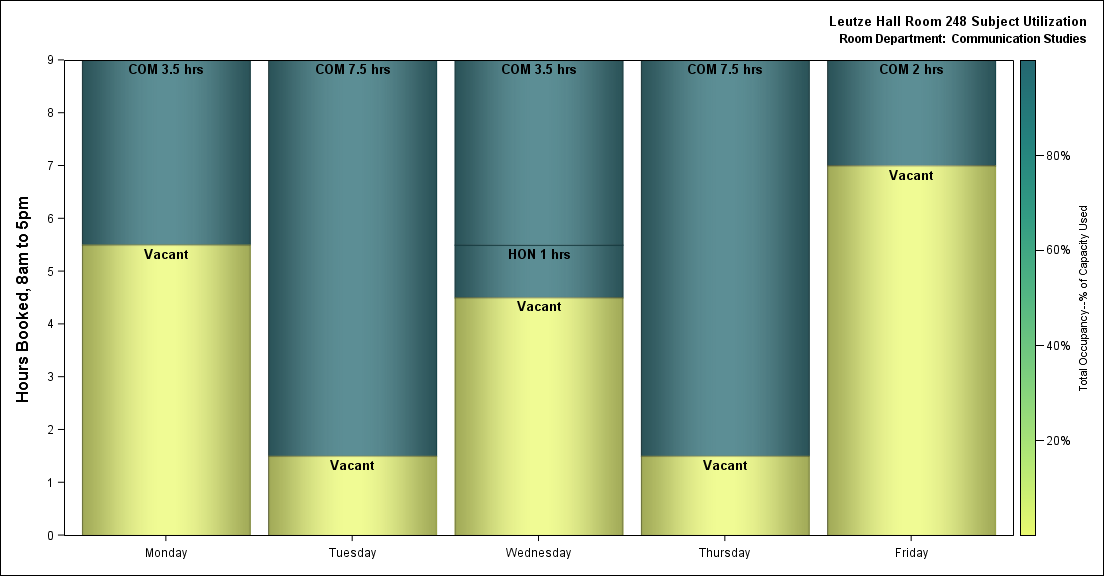 Leutze Hall Room 248 Subject Utilization
Room Department: Communication Studies
Hours Booked, 8am to 5pm
9
8
7
6
5
4
3
2
1
0
COM 3.5 hrs
Vacant
COM 7.5 hrs
Vacant
COM 3.5 hrs
HON 1 hrs
Vacant
COM 7.5 hrs
Vacant
COM 2 hrs
Vacant
Monday
Tuesday
Wednesday
Thursday
Friday
80%
60%
40%
20%
Total Occupancy--% of Capacity Used